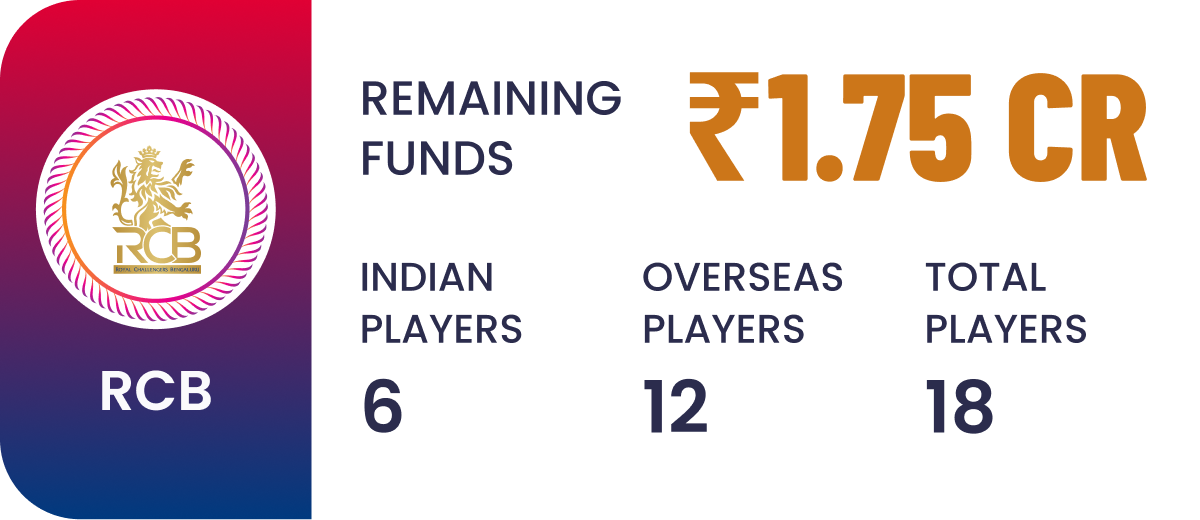 RCB
ROYAL CHALLENGERS BENGALURU
RCB
REMAINING
FUNDS
₹1.75 CR
INDIAN
PLAYERS
6
OVERSEAS
PLAYERS
12
TOTAL
PLAYERS
18